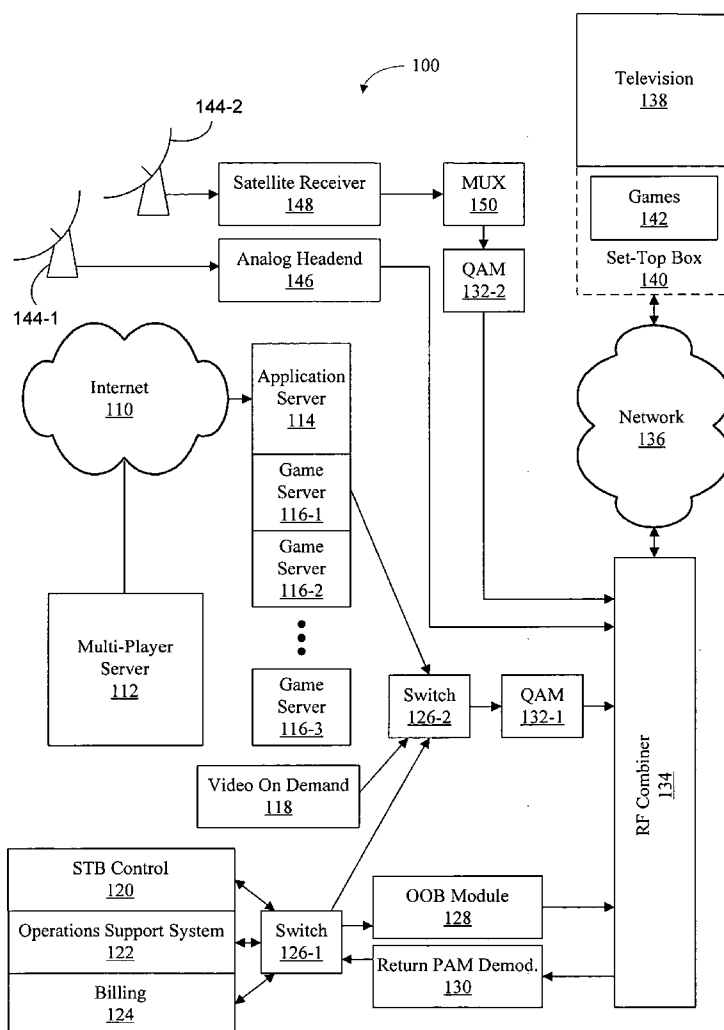 100
144-2
Television
138
Satellite Receiver
148
MUX
150
Games
142
Analog Headend
146
QAM
132-2
Set-Top Box
140
144-1
Internet
110
Application
Server
114
Network
136
Game
Server
116-1
Game
Server
116-2
Multi-Player
Server
112
Game
Server
116-3
Switch
126-2
QAM
132-1
RF Combiner
134
Video On Demand
118
STB Control
120
OOB Module
128
Operations Support System
122
Switch
126-1
Return PAM Demod.
130
Billing
124